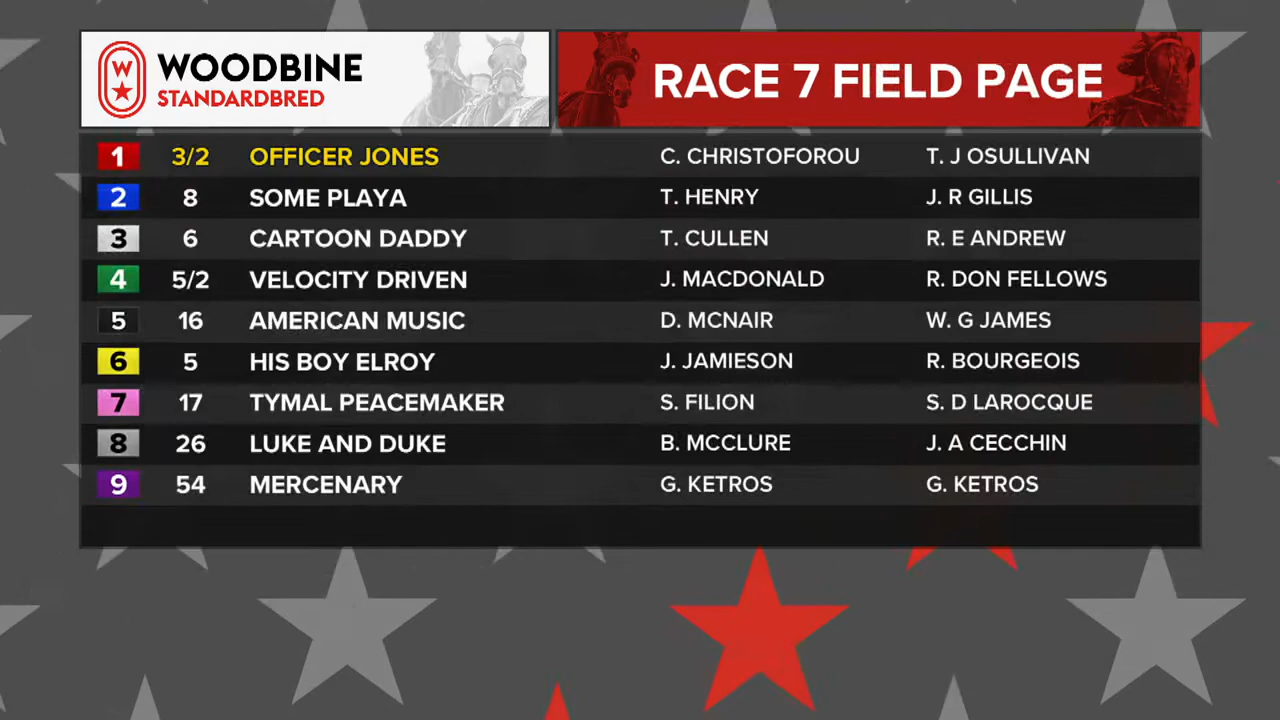 W
WOODBINE
STANDARDBRED
RACE 7 FIELD PAGE
1 3/2 OFFICER JONES C. CHRISTOFOROU T. J OSULLIVAN
2 8 SOME PLAYA T. HENRY J. R GILLIS
3 6 CARTOON DADDY T. CULLEN R. E ANDREW
4 5/2 VELOCITY DRIVEN J. MACDONALD R. DON FELLOWS
5 16 AMERICAN MUSIC D. MCNAIR W. G JAMES
6 5 HIS BOY ELROY J. JAMIESON R. BOURGEOIS
7 17 TYMAL PEACEMAKER S. FILION S. D LAROCQUE
8 26 LUKE AND DUKE B. MCCLURE J. A CECCHIN
9 54 MERCENARY G. KETROS G. KETROS